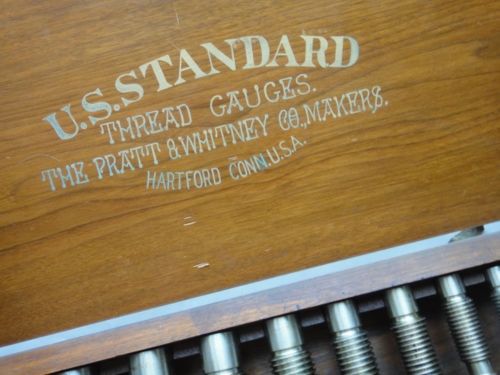 U.S.STANDARD
THREAD GAUGES.
THE PRATT & WHITNEY CO., MAKERS.
HARTFORD CONN.U.S.A.